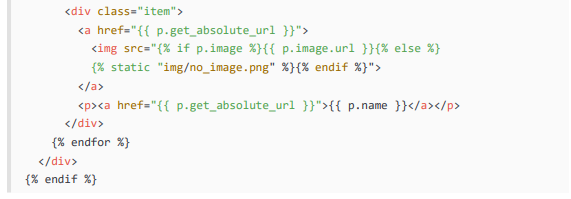 <div class="item">
<a href="{{ p.get_absolute_url }}">
<img src="{% if p.image %}{{ p.image.url }}{% else %}
{% static "img/no_image.png" %}{% endif %}">
</a>
<p><a href="{{ p.get_absolute_url }}">{{ p.name }}</a></p>
</div>
{% endfor %}
</div>
{% endif %}